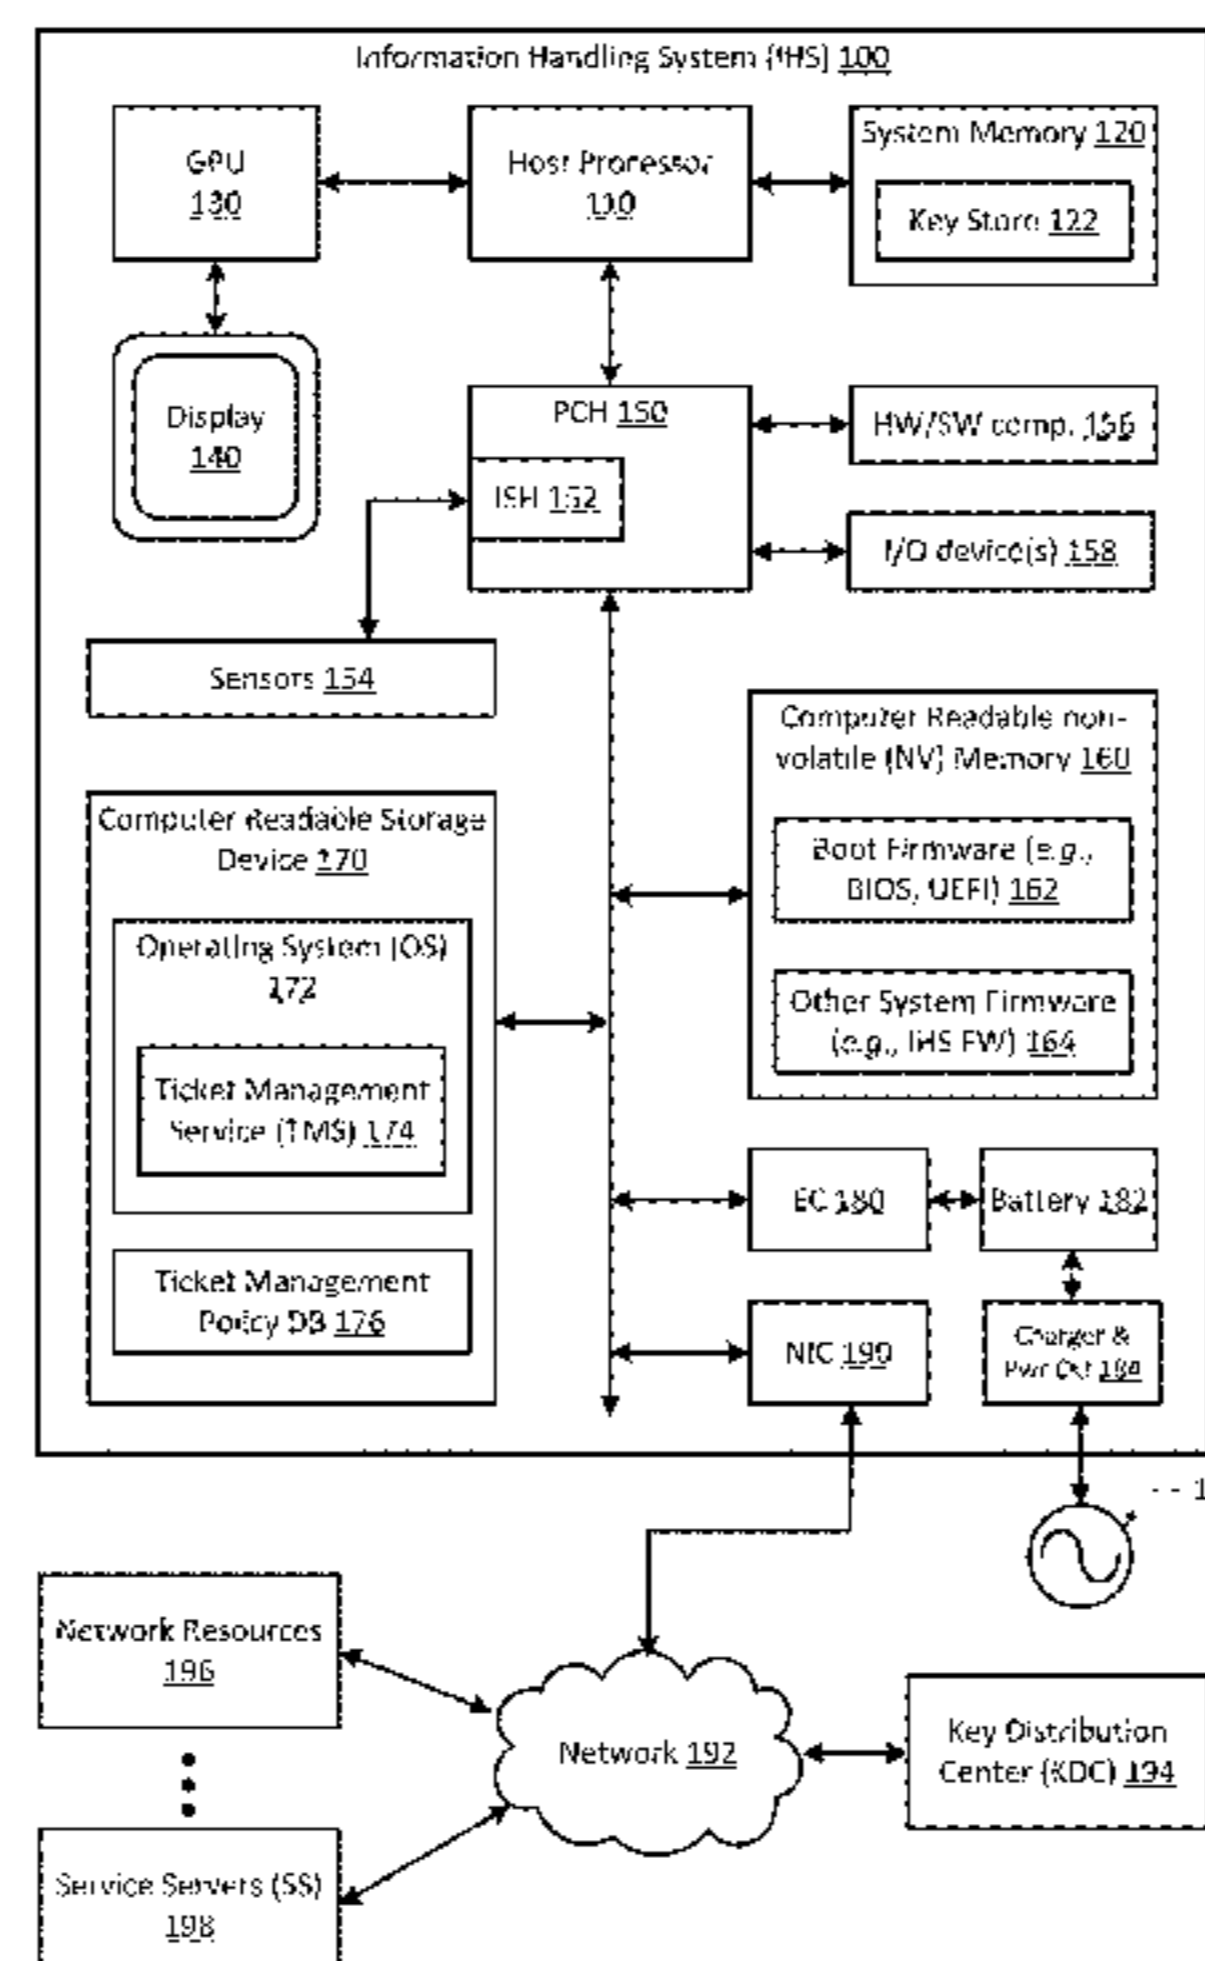 Information Handling System (IHS) 100
GPU
130
Host Processor
110
System Memory 120
Key Store 122
Display
140
PCH 150
ISH 152
HW/SW comp. 156
I/O device(s) 158
Sensors 154
Computer Readable non-
volatile (NV) Memory 160
Boot Firmware (e.g.,
BIOS, UEFI) 162
Other System Firmware
(e.g., IHS FW) 164
Computer Readable Storage
Device 170
Operating System (OS)
172
Ticket Management
Service (TMS) 174
Ticket Management
Policy DB 176
EC 180
Battery 182
NIC 190
Charger &
Pwr Ckt 184
Network Resources
196
Network 192
Key Distribution
Center (KDC) 194
Service Servers (SS)
198